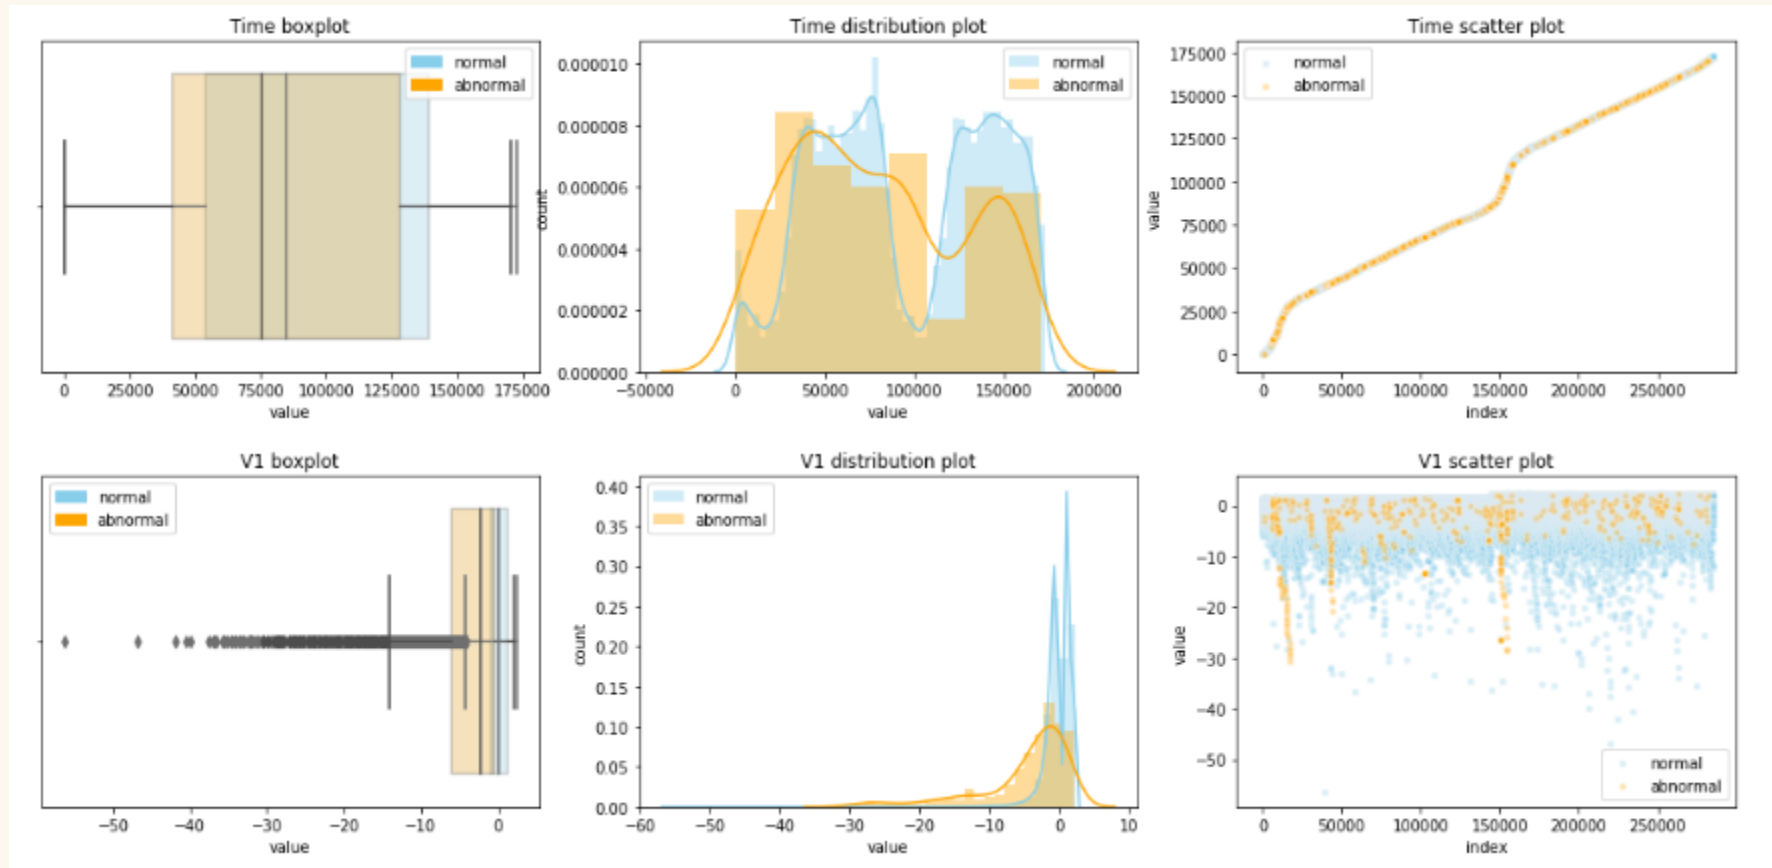 Time boxplot
normal
abnormal
0 25000 50000 75000 100000 125000 150000 175000
value
Time distribution plot
normal
abnormal
0.000010
0.000008
0.000006
0.000004
0.000002
0.000000
count
−50000 0 50000 100000 150000 200000
value
Time scatter plot
normal
abnormal
175000
150000
125000
100000
75000
50000
25000
0
value
0 50000 100000 150000 200000 250000
index
V1 boxplot
normal
abnormal
−50 −40 −30 −20 −10 0
value
V1 distribution plot
normal
abnormal
0.40
0.35
0.30
0.25
0.20
0.15
0.10
0.05
0.00
count
−60 −50 −40 −30 −20 −10 0 10
value
V1 scatter plot
0
−10
−20
−30
−40
−50
value
normal
abnormal
0 50000 100000 150000 200000 250000
index